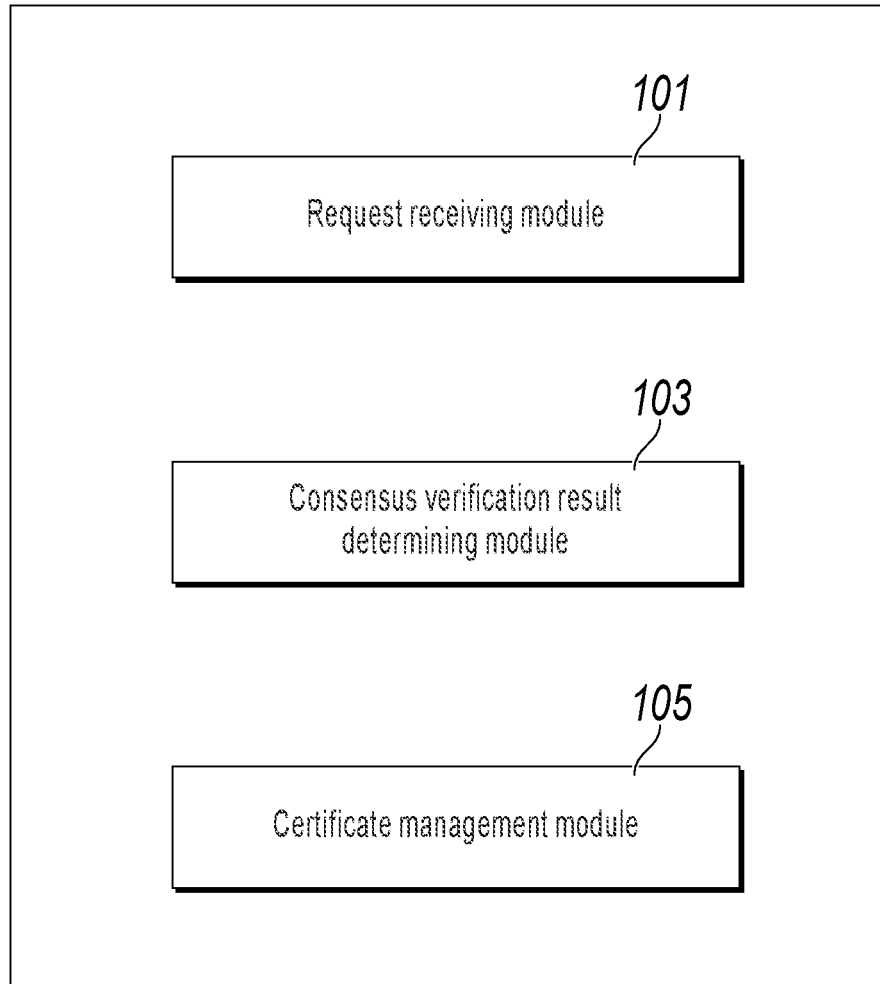 101
Request receiving module
103
Consensus verification result
determining module
105
Certificate management module